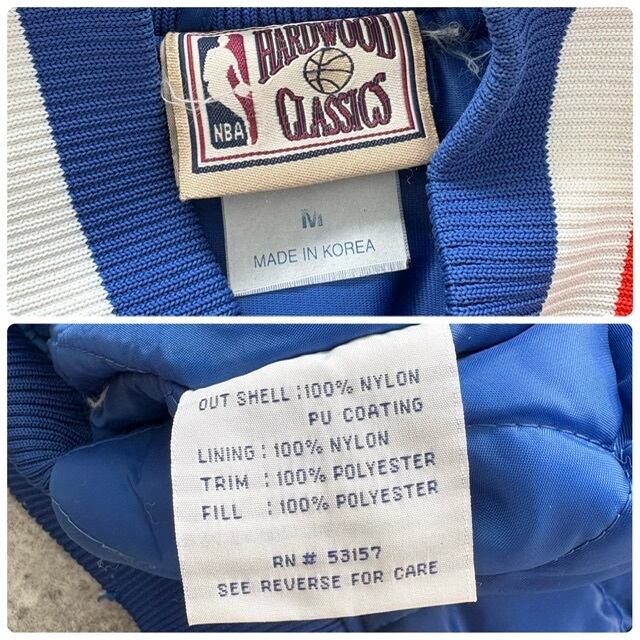 HARDWOOD
CLASSICS
NBA
M
MADE IN KOREA
OUT SHELL : 100% NYLON
PU COATING
LINING : 100% NYLON
TRIM : 100% POLYESTER
FILL : 100% POLYESTER
RN # 53157
SEE REVERSE FOR CARE